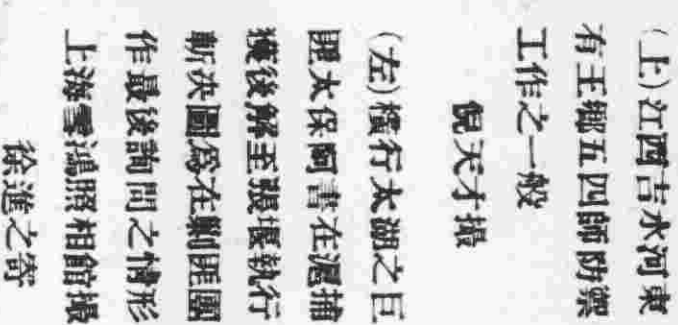 (上)江西吉水河東
有王鄉五四師防禦
工作之一般
倪天才攝
(左)橫行太湖之巨
匪太保阿書在滬捕
獲後解至張堰執行
斬決圖爲在剿匪團
作最後詢問之情形
上海雪鴻照相館攝
徐進之寄